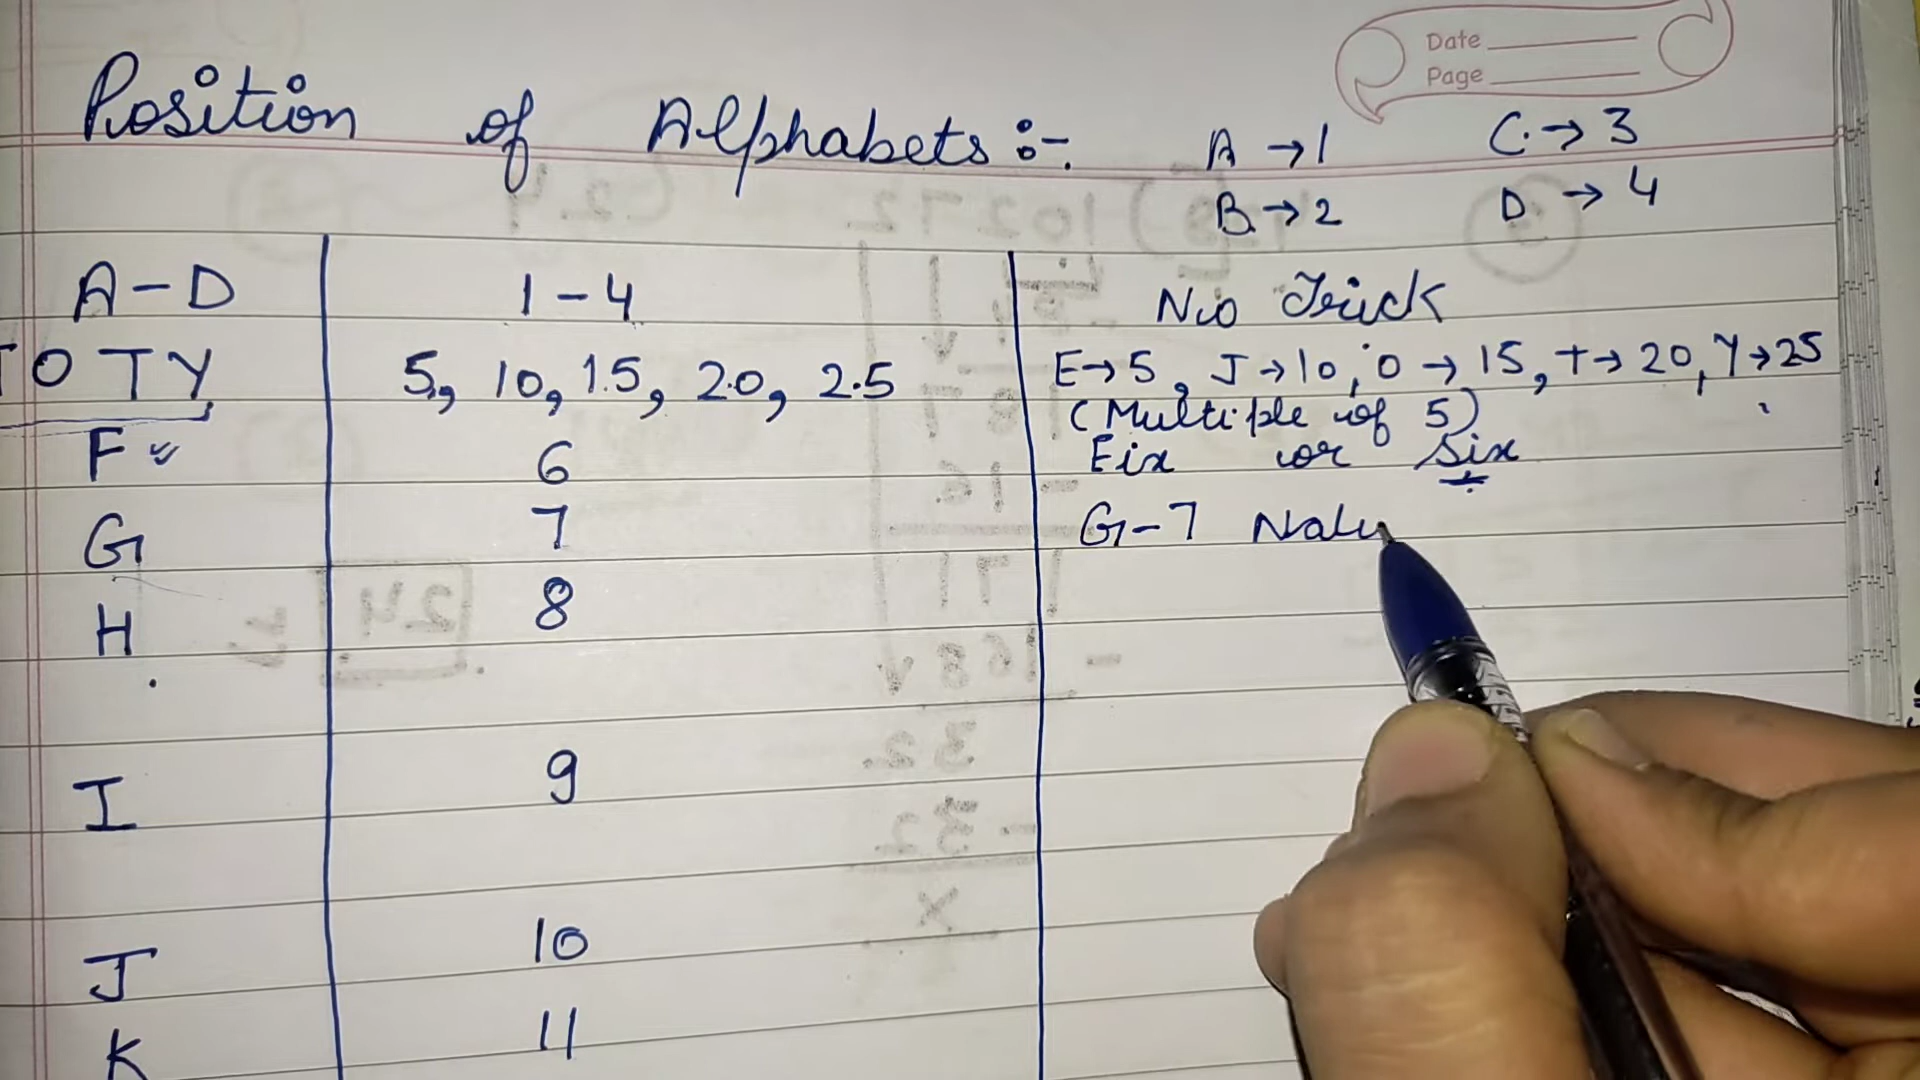 Date
Page
Position of Alphabets :-
A → 1
C → 3
B → 2
D → 4
A - D 1 - 4 No Trick
TOTY 5, 10, 15, 20, 25 E→5, J→10, O→15, T→20, Y→25
(Multiple of 5)
F 6 Fix or Six
G 7 G-7 Nalu
H 8
I 9
J 10
K 11